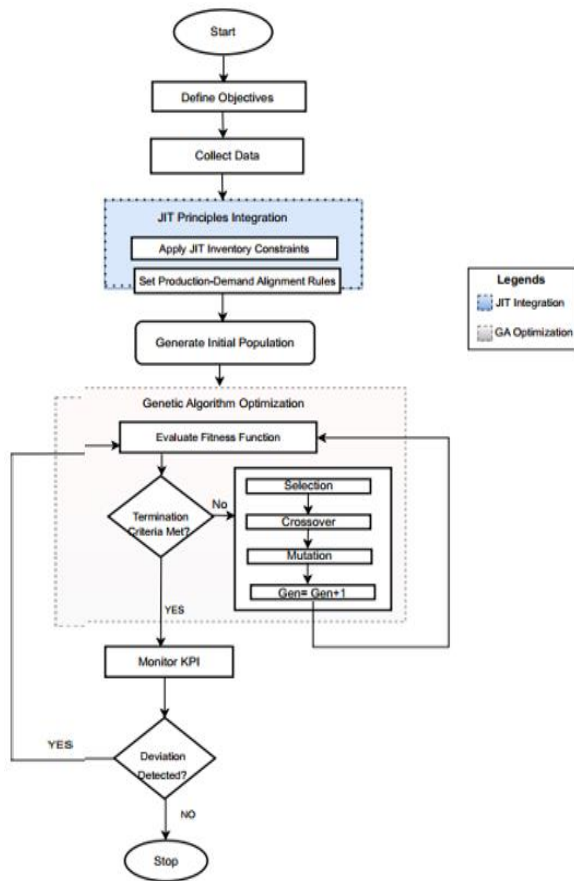 Start
Define Objectives
Collect Data
JIT Principles Integration
Apply JIT Inventory Constraints
Set Production-Demand Alignment Rules
Legends
JIT Integration
GA Optimization
Generate Initial Population
Genetic Algorithm Optimization
Evaluate Fitness Function
Termination
Criteria Met?
No
Selection
Crossover
Mutation
Gen= Gen+1
YES
Monitor KPI
YES
Deviation
Detected?
NO
Stop